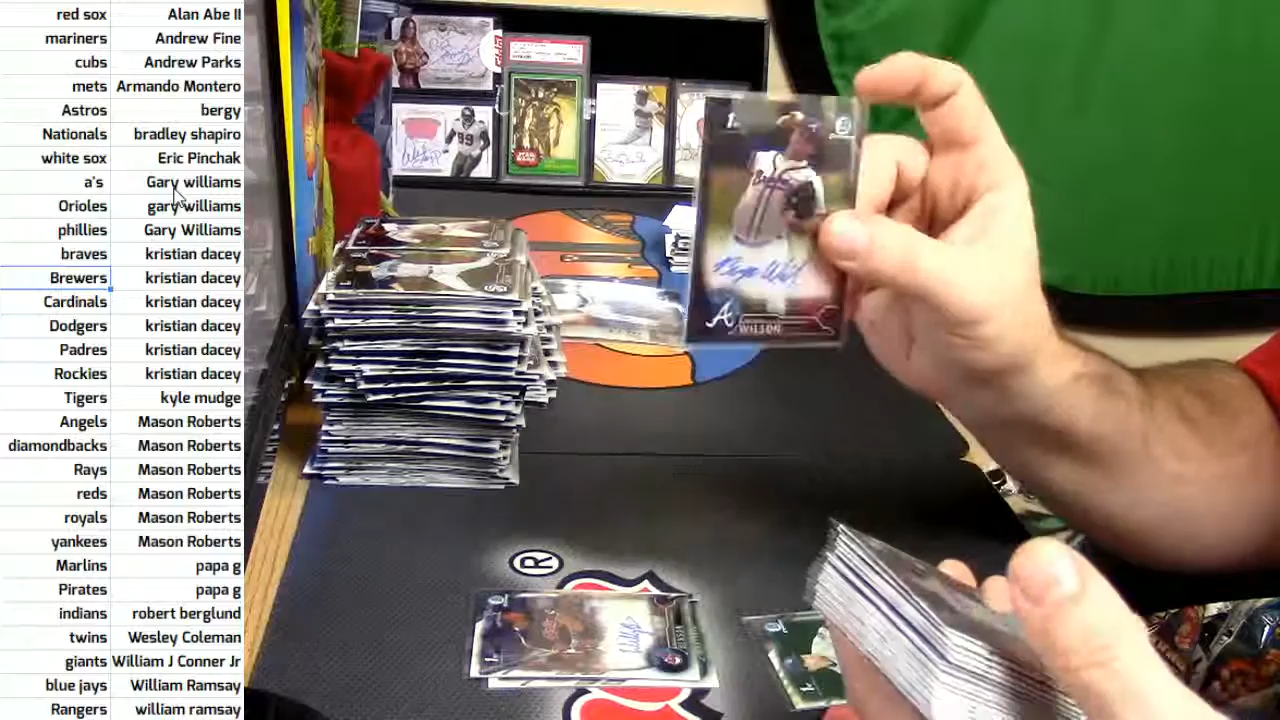 red sox Alan Abe II
mariners Andrew Fine
cubs Andrew Parks
mets Armando Montero
Astros bergy
Nationals bradley shapiro
white sox Eric Pinchak
a's Gary williams
Orioles gary williams
phillies Gary Williams
braves kristian dacey
Brewers kristian dacey
Cardinals kristian dacey
Dodgers kristian dacey
Padres kristian dacey
Rockies kristian dacey
Tigers kyle mudge
Angels Mason Roberts
diamondbacks Mason Roberts
Rays Mason Roberts
reds Mason Roberts
royals Mason Roberts
yankees Mason Roberts
Marlins papa g
Pirates papa g
indians robert berglund
twins Wesley Coleman
giants William J Conner Jr
blue jays William Ramsay
Rangers william ramsay
WILSON
A
99
STAR WARS
®